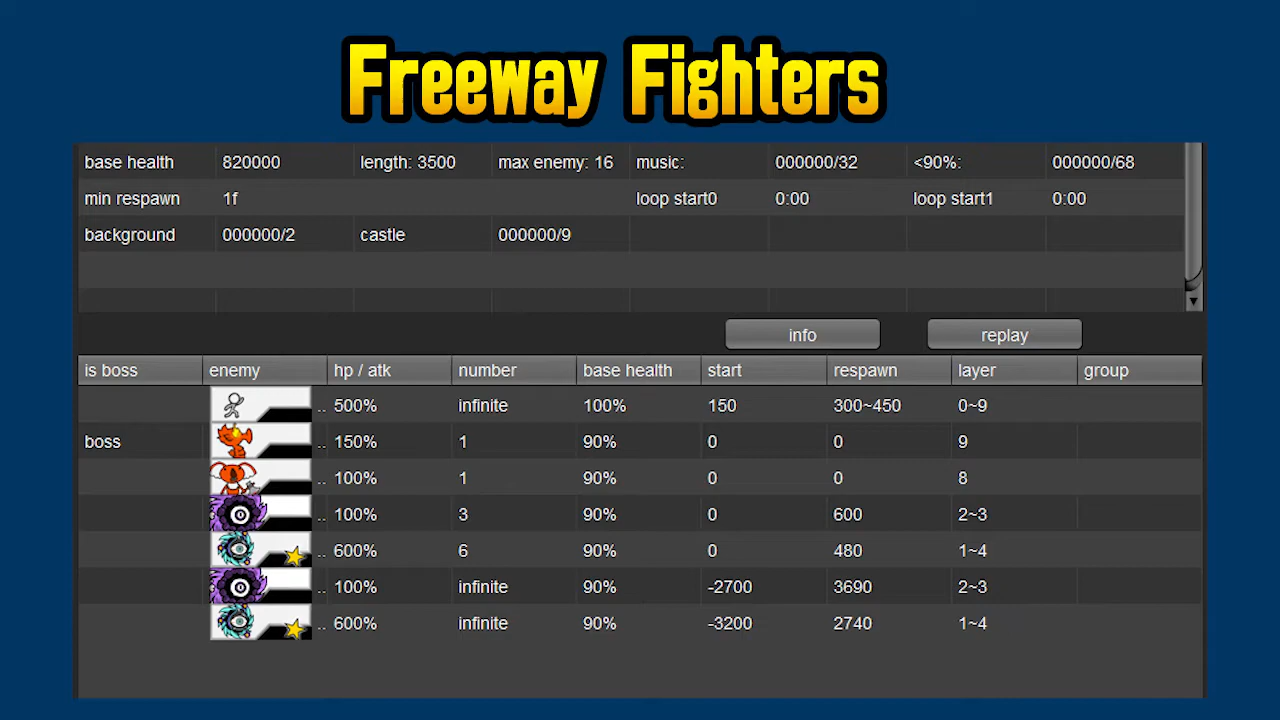 Freeway Fighters
base health 820000 length: 3500 max enemy: 16 music: 000000/32 <90%: 000000/68
min respawn 1f loop start0 0:00 loop start1 0:00
background 000000/2 castle 000000/9
info replay
is boss enemy hp / atk number base health start respawn layer group
.. 500% infinite 100% 150 300~450 0~9
boss .. 150% 1 90% 0 0 9
.. 100% 1 90% 0 0 8
.. 100% 3 90% 0 600 2~3
.. 600% 6 90% 0 480 1~4
.. 100% infinite 90% -2700 3690 2~3
.. 600% infinite 90% -3200 2740 1~4